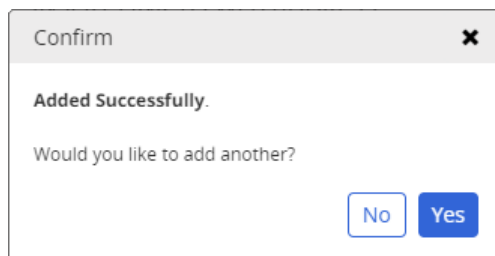 Confirm
Added Successfully.
Would you like to add another?
No Yes